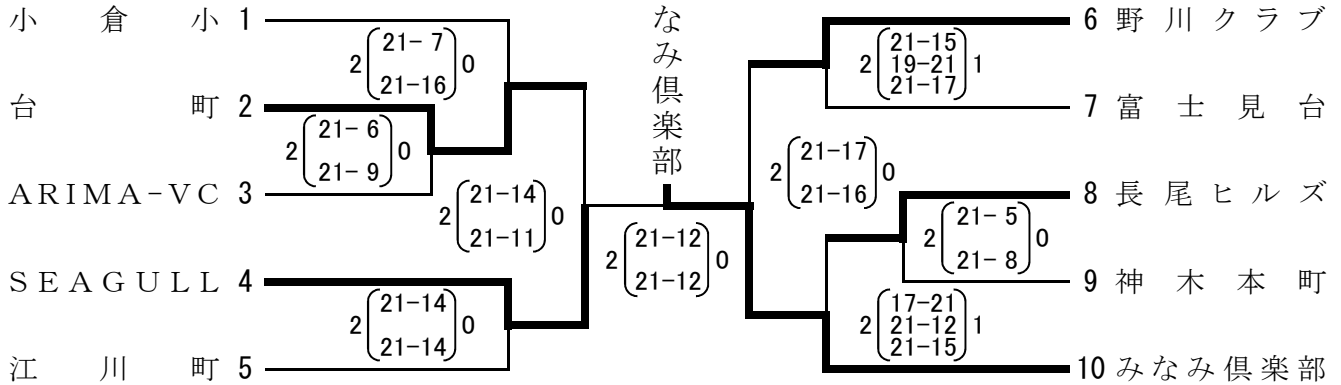 小倉小 1
2 21-7 21-16 0
台町 2
2 21-6 21-9 0
ARIMA-VC 3
2 21-14 21-11 0
SEAGULL 4
2 21-14 21-14 0
江川町 5
なみ倶楽部
2 21-12 21-12 0
6 野川クラブ
2 21-15 19-21 21-17 1
7 富士見台
2 21-17 21-16 0
8 長尾ヒルズ
2 21-5 21-8 0
9 神木本町
2 17-21 21-12 21-15 1
10 みなみ倶楽部